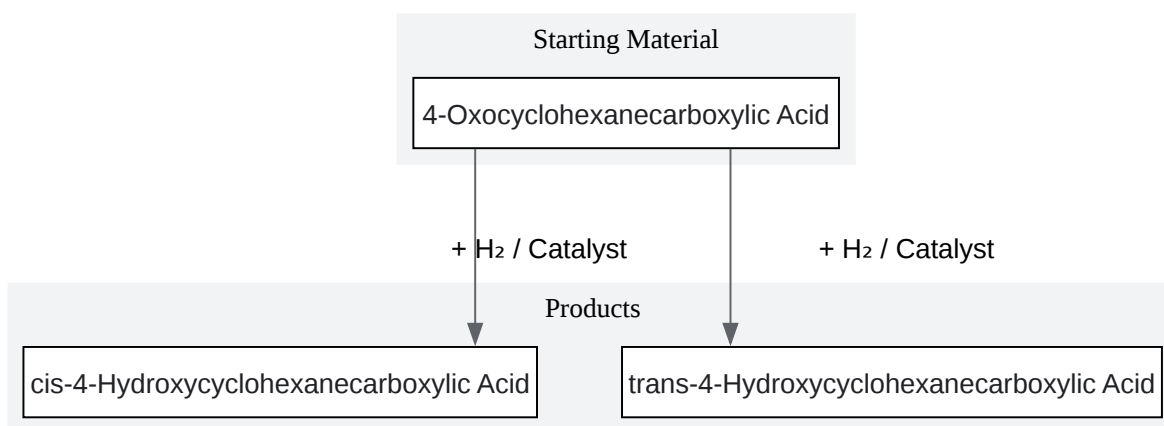 Starting Material
4-Oxocyclohexanecarboxylic Acid
+ H₂ / Catalyst
+ H₂ / Catalyst
Products
cis-4-Hydroxycyclohexanecarboxylic Acid
trans-4-Hydroxycyclohexanecarboxylic Acid